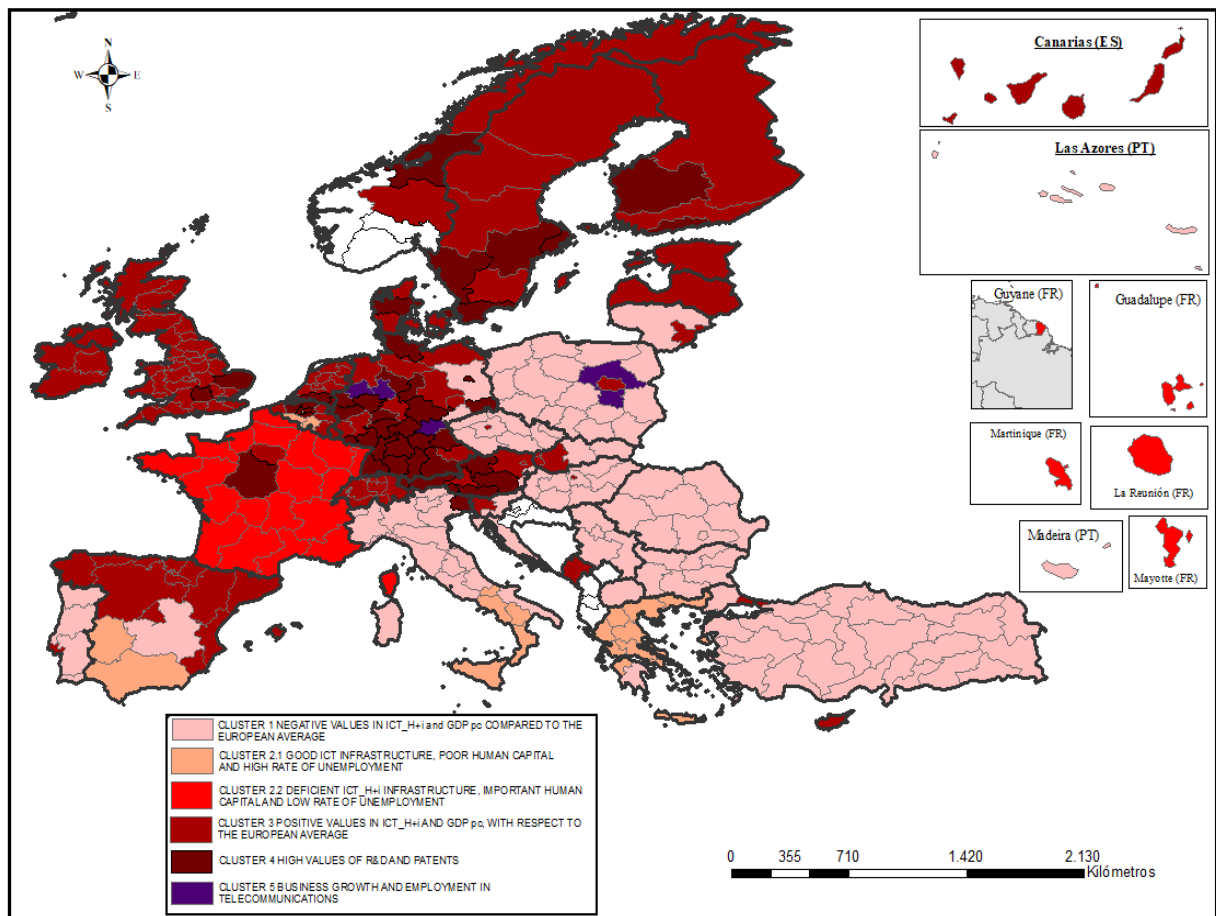 N
W E
S
Canarias (ES)
Las Azores (PT)
Guyane (FR)
Guadalupe (FR)
Martinique (FR)
La Reunión (FR)
Madeira (PT)
Mayotte (FR)
CLUSTER 1 NEGATIVE VALUES IN ICT_H+i and GDP pc COMPARED TO THE
EUROPEAN AVERAGE
CLUSTER 2.1 GOOD ICT INFRASTRUCTURE, POOR HUMAN CAPITAL
AND HIGH RATE OF UNEMPLOYMENT
CLUSTER 2.2 DEFICIENT ICT_H+i INFRASTRUCTURE, IMPORTANT HUMAN
CAPITAL AND LOW RATE OF UNEMPLOYMENT
CLUSTER 3 POSITIVE VALUES IN ICT_H+i AND GDP pc, WITH RESPECT TO
THE EUROPEAN AVERAGE
CLUSTER 4 HIGH VALUES OF R&D AND PATENTS
CLUSTER 5 BUSINESS GROWTH AND EMPLOYMENT IN
TELECOMMUNICATIONS
0 355 710 1.420 2.130
Kilómetros